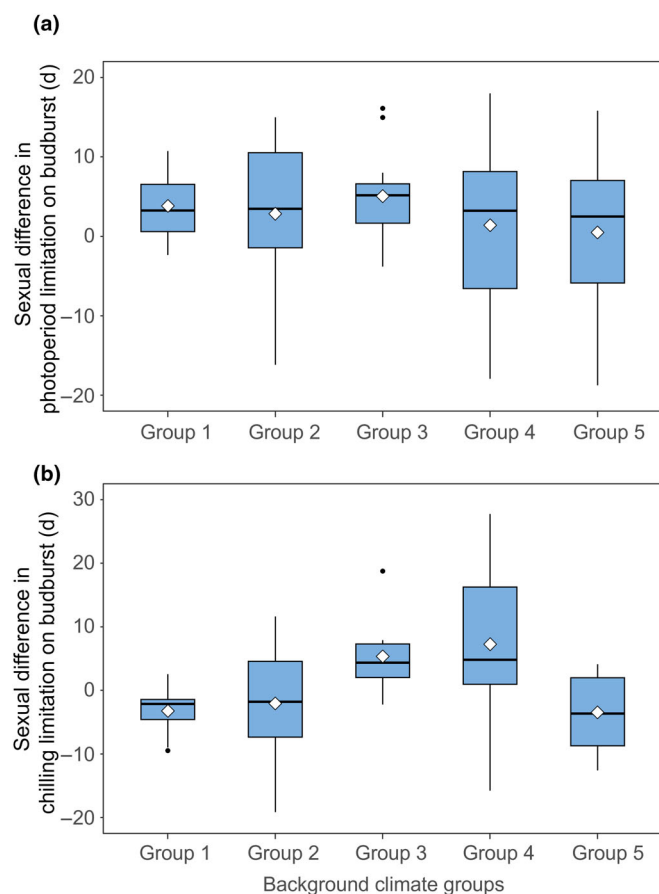 (a)
Sexual difference in
photoperiod limitation on budburst (d)
20
10
0
−10
−20
Group 1 Group 2 Group 3 Group 4 Group 5
(b)
Sexual difference in
chilling limitation on budburst (d)
30
20
10
0
−10
−20
Group 1 Group 2 Group 3 Group 4 Group 5
Background climate groups